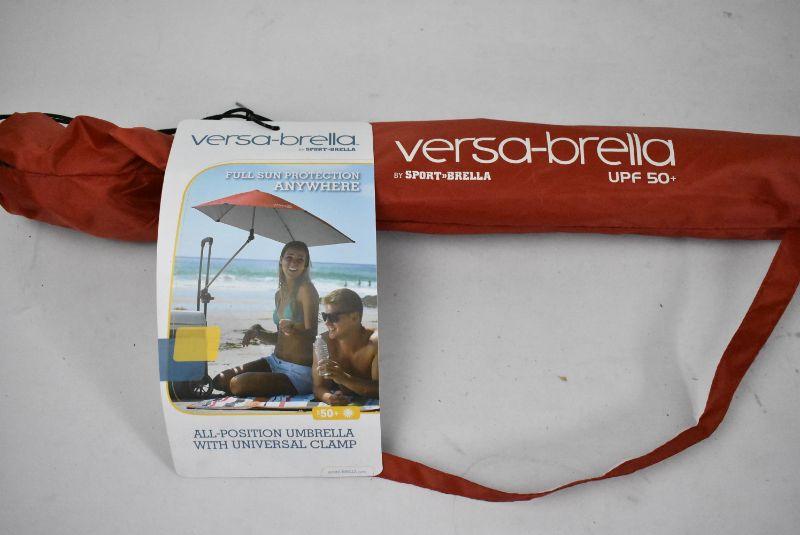 versa-brella
BY SPORT»BRELLA
FULL SUN PROTECTION
ANYWHERE
50+
ALL-POSITION UMBRELLA
WITH UNIVERSAL CLAMP
versa-brella
BY SPORT»BRELLA
UPF 50+